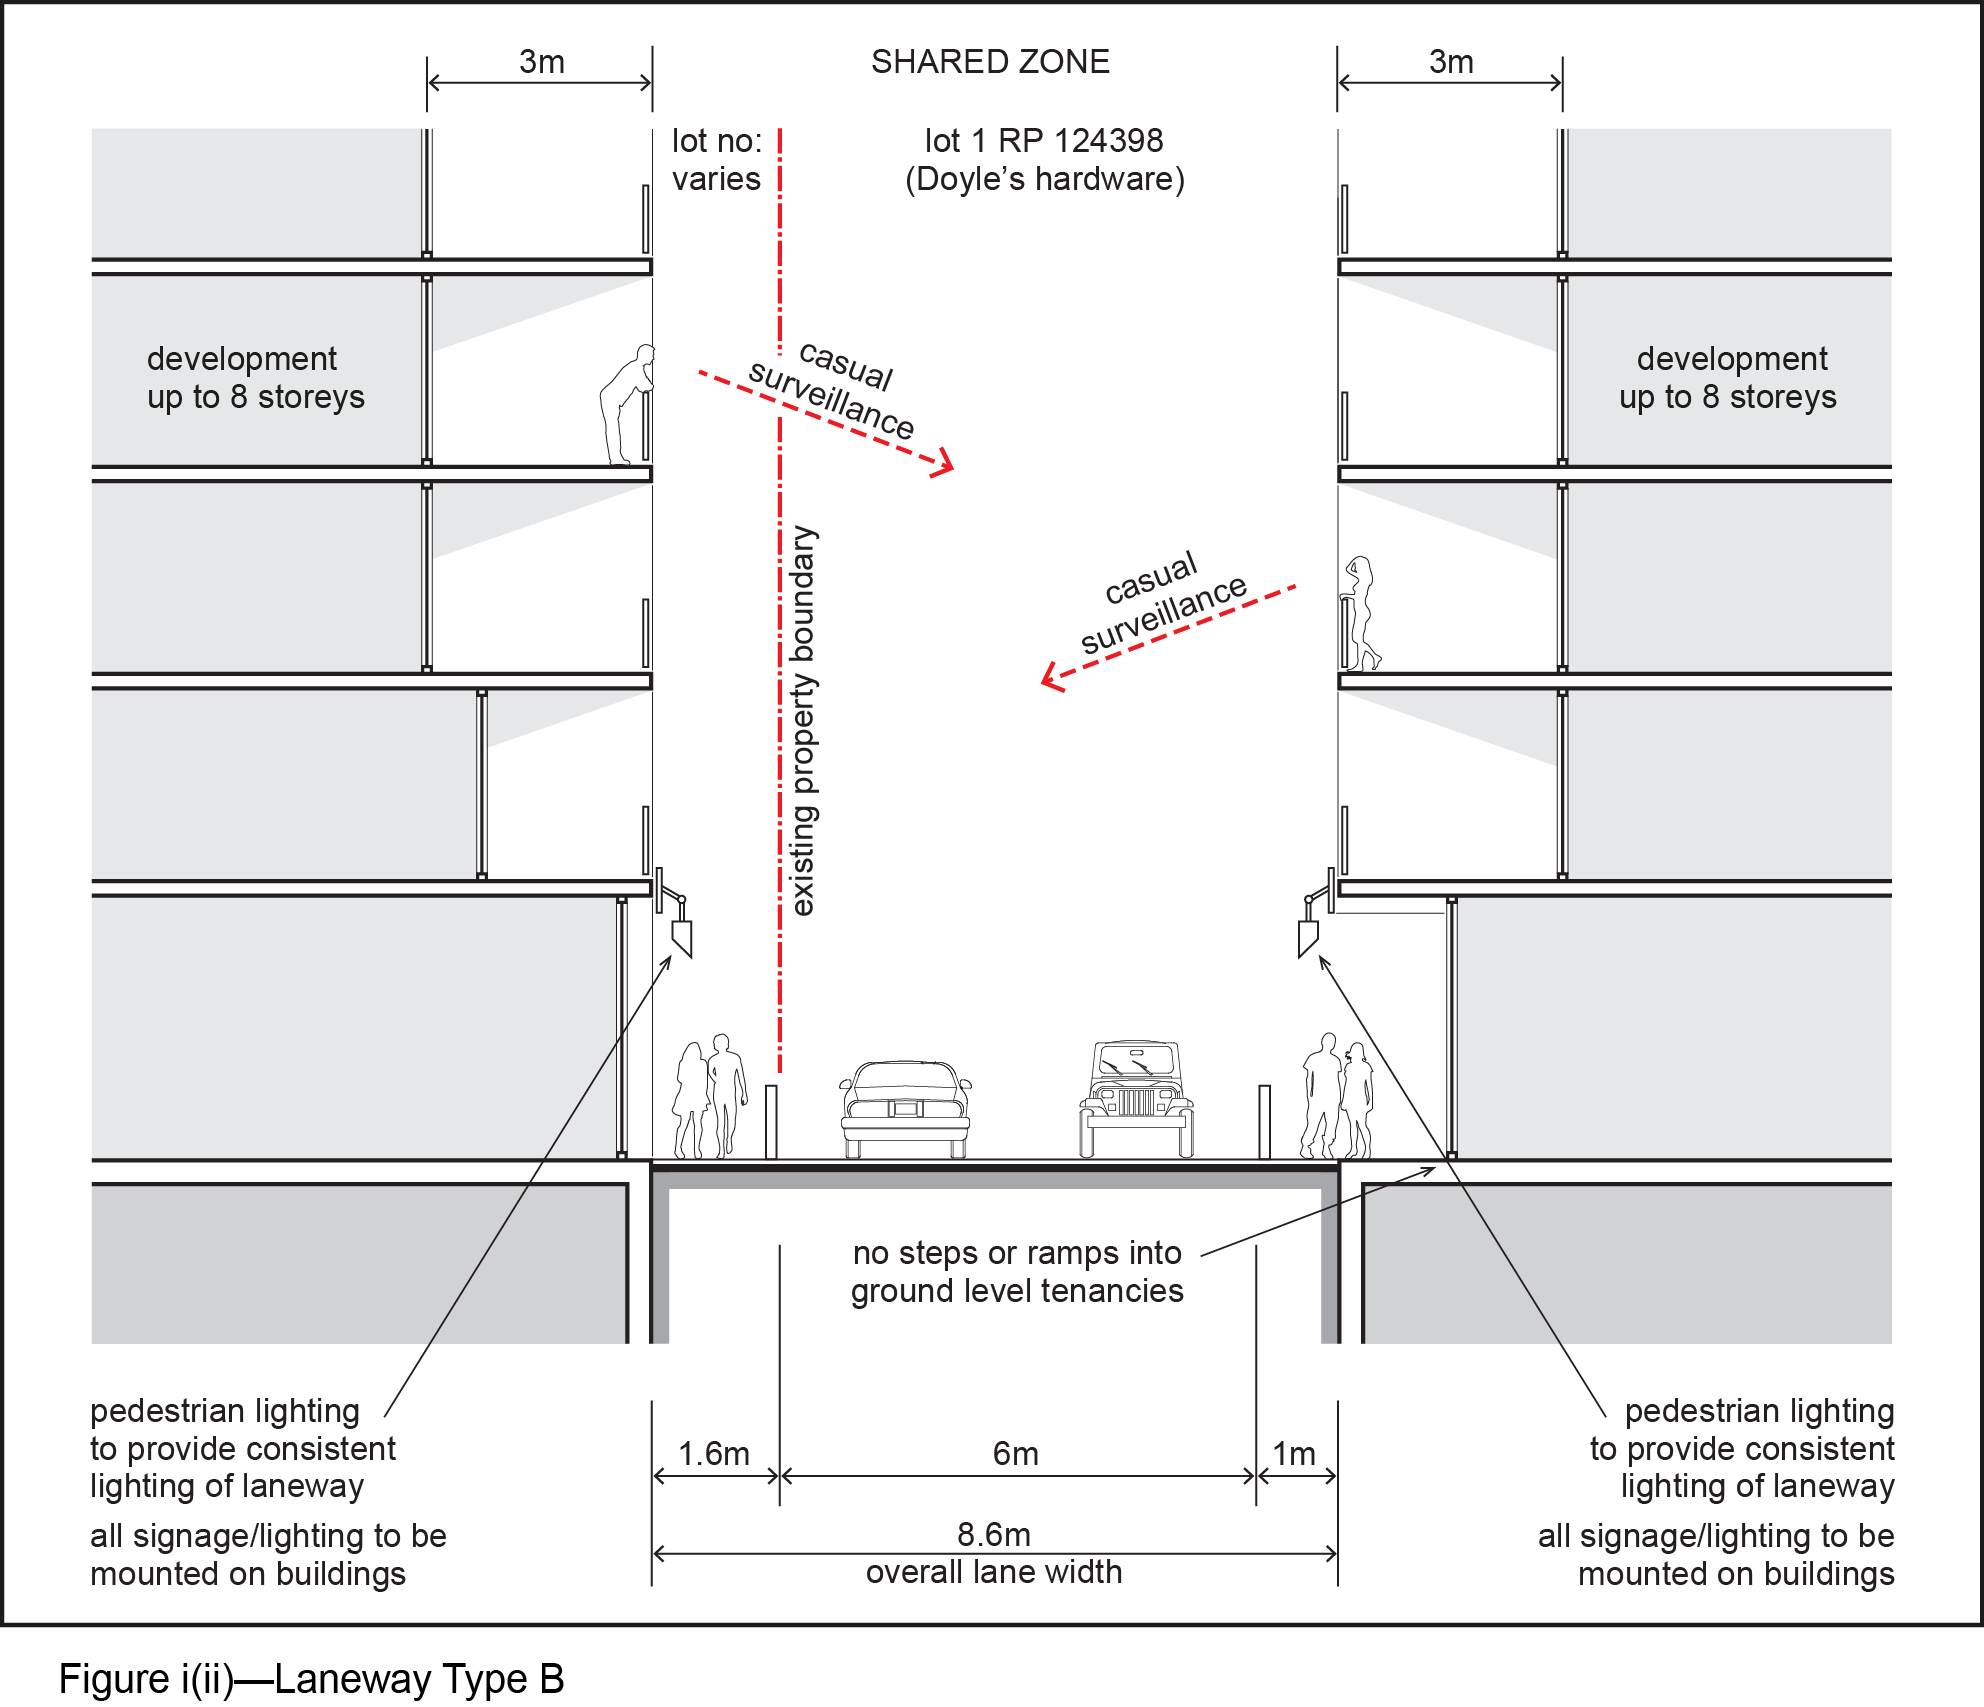 3m
SHARED ZONE
3m
lot no:
varies
lot 1 RP 124398
(Doyle’s hardware)
development
up to 8 storeys
casual
surveillance
development
up to 8 storeys
existing property boundary
casual
surveillance
no steps or ramps into
ground level tenancies
pedestrian lighting
to provide consistent
lighting of laneway
all signage/lighting to be
mounted on buildings
1.6m
6m
1m
8.6m
overall lane width
pedestrian lighting
to provide consistent
lighting of laneway
all signage/lighting to be
mounted on buildings
Figure i(ii)—Laneway Type B